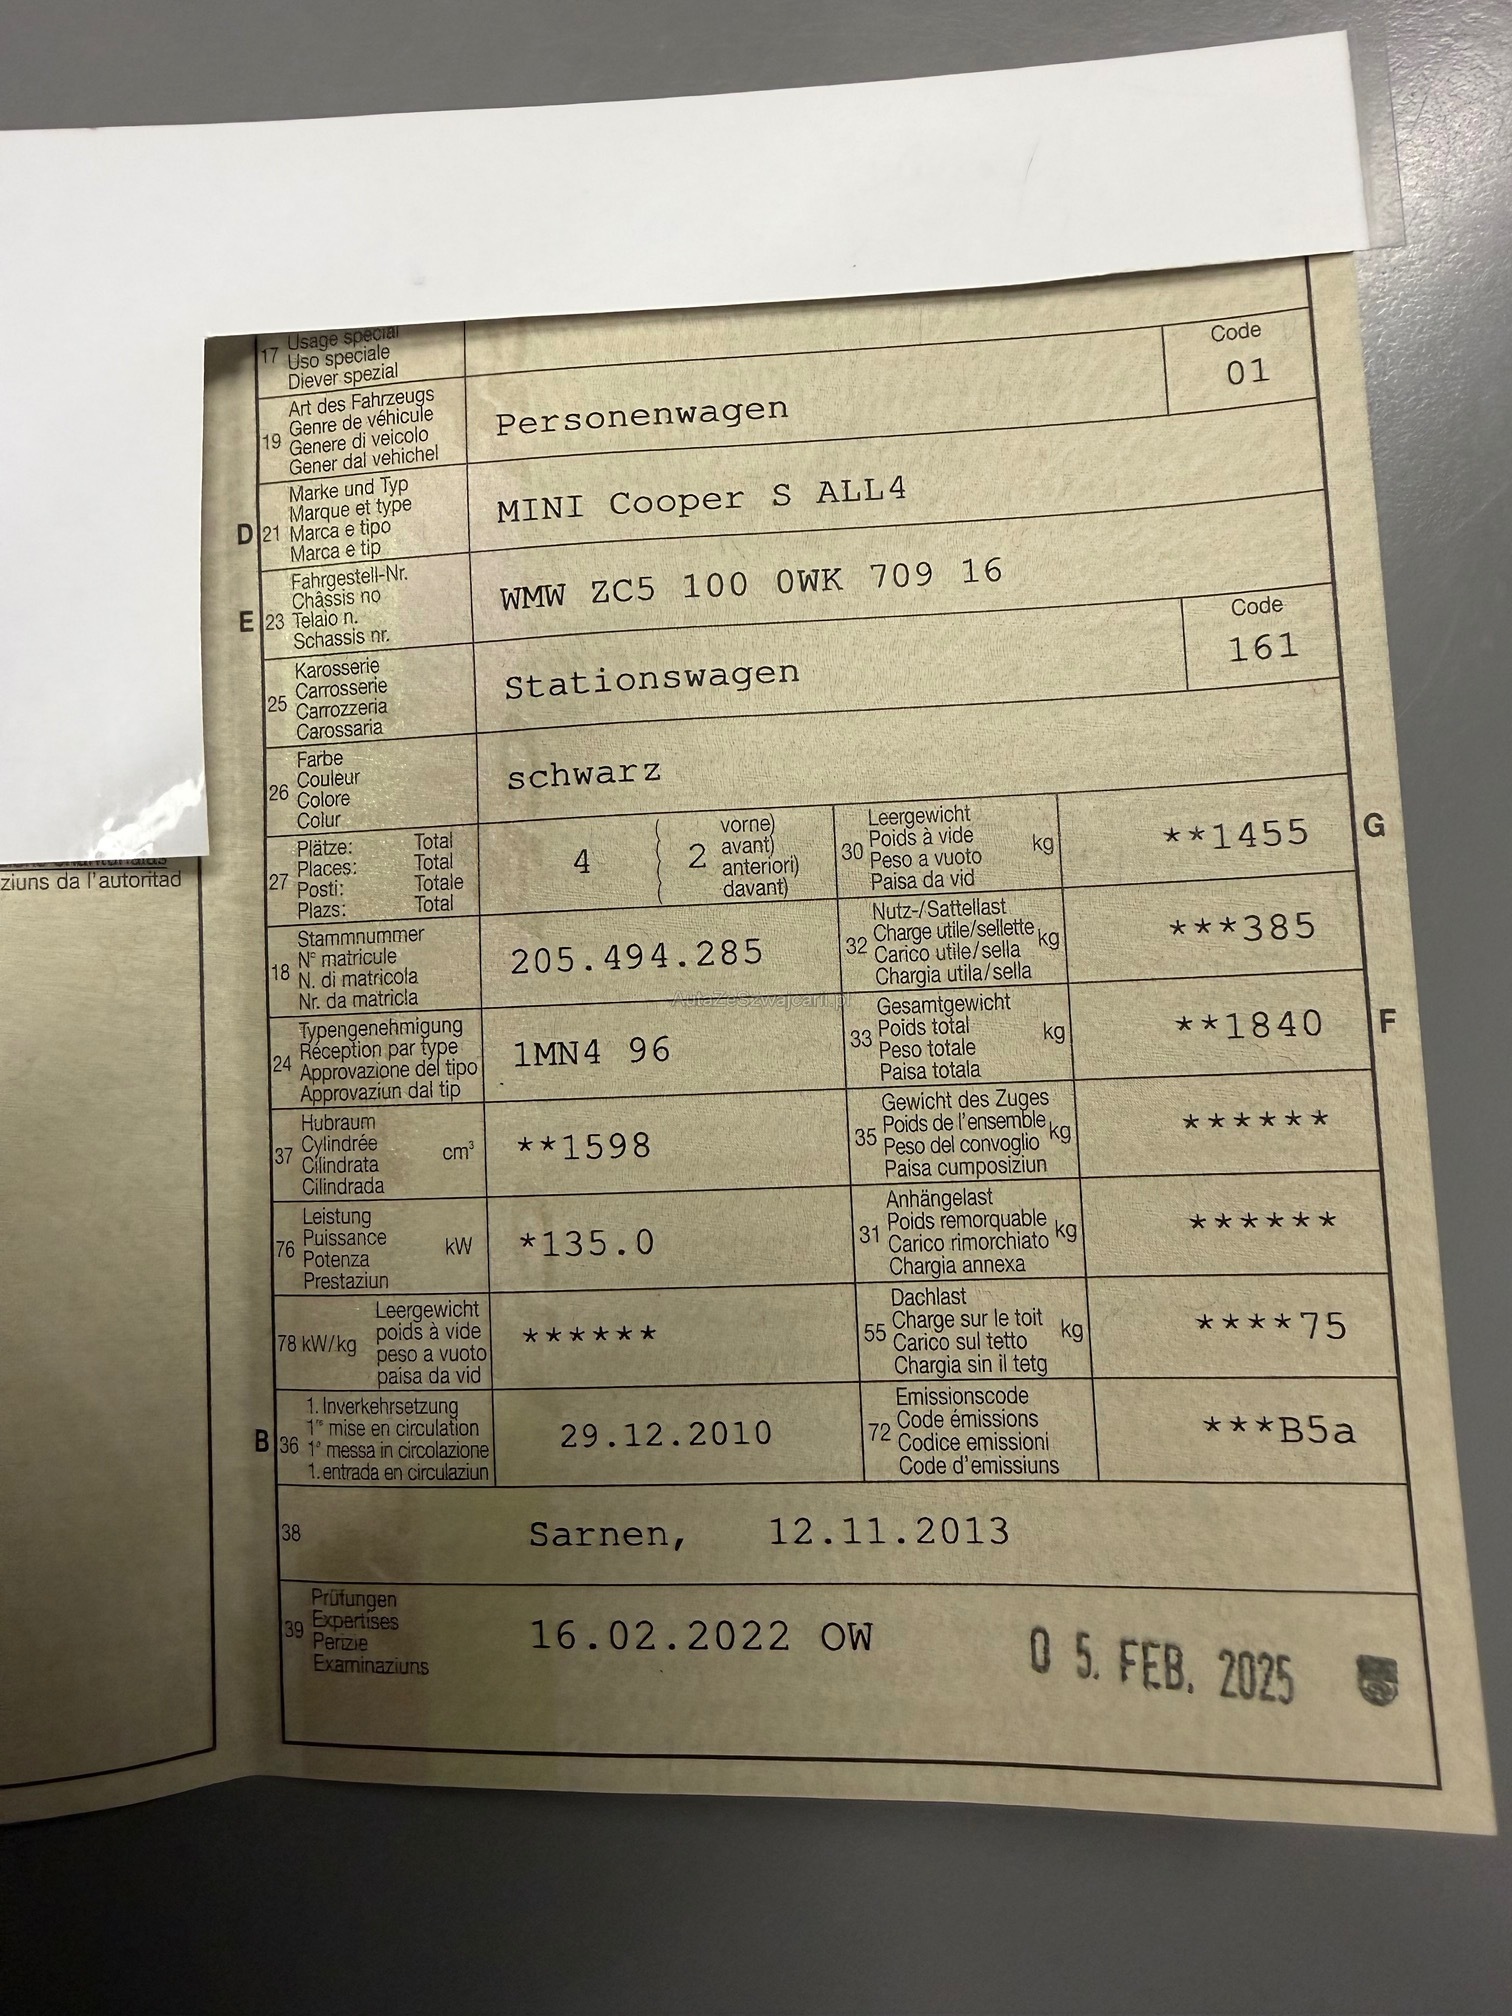 Usage spécial
17 Uso speciale
Diever spezial
Code
01
Art des Fahrzeugs
Genre de véhicule
19 Genere di veicolo
Gener dal vehichel
Personenwagen
Marke und Typ
Marque et type
D 21 Marca e tipo
Marca e tip
MINI Cooper S ALL4
Fahrgestell-Nr.
Châssis no
E 23 Telaio n.
Schassis nr.
WMW ZC5 100 0WK 709 16
Karosserie
Carrosserie
25 Carrozzeria
Carossaria
Stationswagen
Code
161
Farbe
Couleur
26 Colore
Colur
schwarz
Plätze: Total
Places: Total
27 Posti: Totale
Plazs: Total
4 ( 2 vorne)
avant)
anteriori)
davant)
Leergewicht
Poids à vide
30 Peso a vuoto kg
Paisa da vid
**1455
G
ziuns da l'autoritad
Stammnummer
N° matricule
18 N. di matricola
Nr. da matricla
205.494.285
Nutz-/Sattellast
32 Charge utile/sellette kg
Carico utile/sella
Chargia utila/sella
***385
AutaZeSzwajcarii.pl
Typengenehmigung
Réception par type
24 Approvazione del tipo
Approvaziun dal tip
1MN4 96
Gesamtgewicht
Poids total
33 Peso totale kg
Paisa totala
**1840
F
Hubraum
37 Cylindrée cm³
Cilindrata
Cilindrada
**1598
Gewicht des Zuges
35 Poids de l'ensemble kg
Peso del convoglio
Paisa cumposiziun
******
Leistung
76 Puissance kW
Potenza
Prestaziun
*135.0
Anhängelast
31 Poids remorquable kg
Carico rimorchiato
Chargia annexa
******
Leergewicht
78 kW/kg poids à vide
peso a vuoto
paisa da vid
******
Dachlast
55 Charge sur le toit kg
Carico sul tetto
Chargia sin il tetg
****75
1. Inverkehrsetzung
B 36 1re mise en circulation
1a messa in circolazione
1. entrada en circulaziun
29.12.2010
Emissionscode
72 Code émissions
Codice emissioni
Code d'emissiuns
***B5a
38 Sarnen, 12.11.2013
Prüfungen
39 Expertises
Perizie
Examinaziuns
16.02.2022 OW
05. FEB. 2025